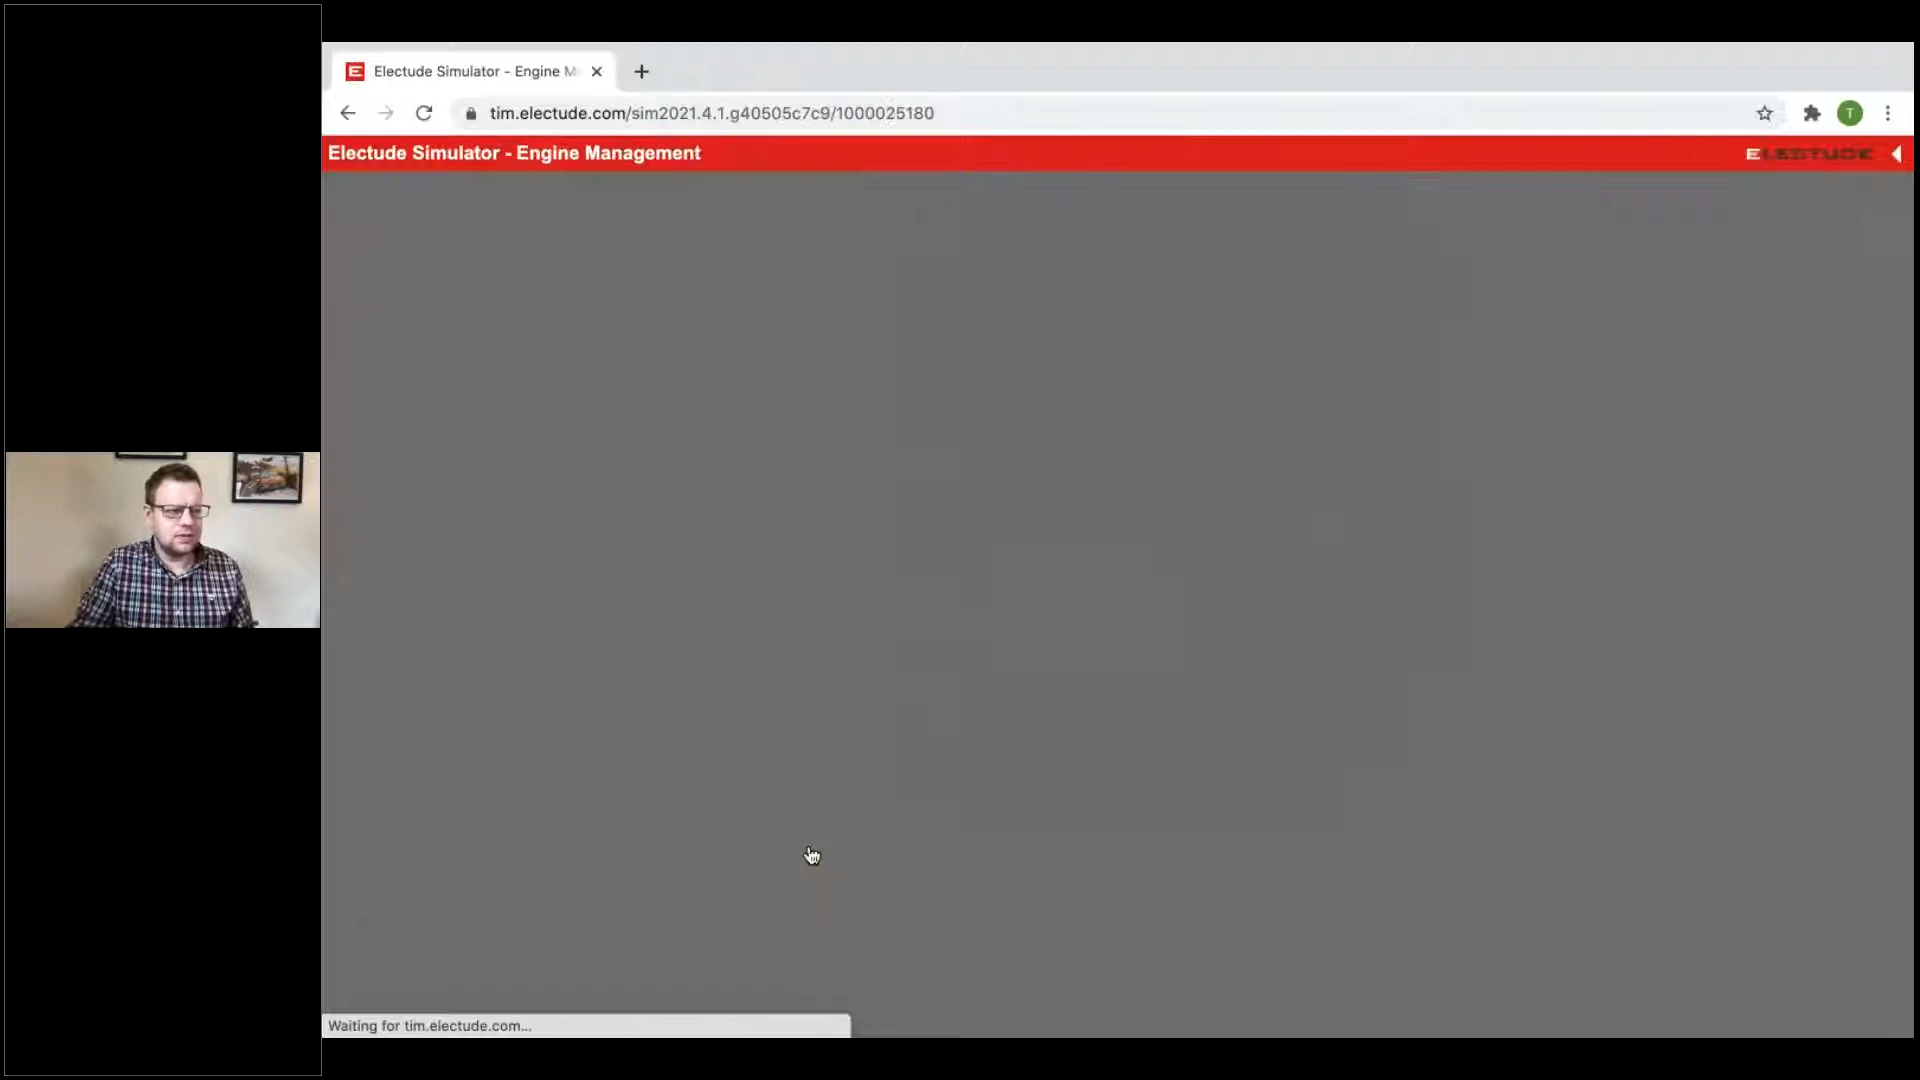 Electude Simulator - Engine M
tim.electude.com/sim2021.4.1.g40505c7c9/1000025180
T
Electude Simulator - Engine Management
ELECTUDE
Waiting for tim.electude.com...